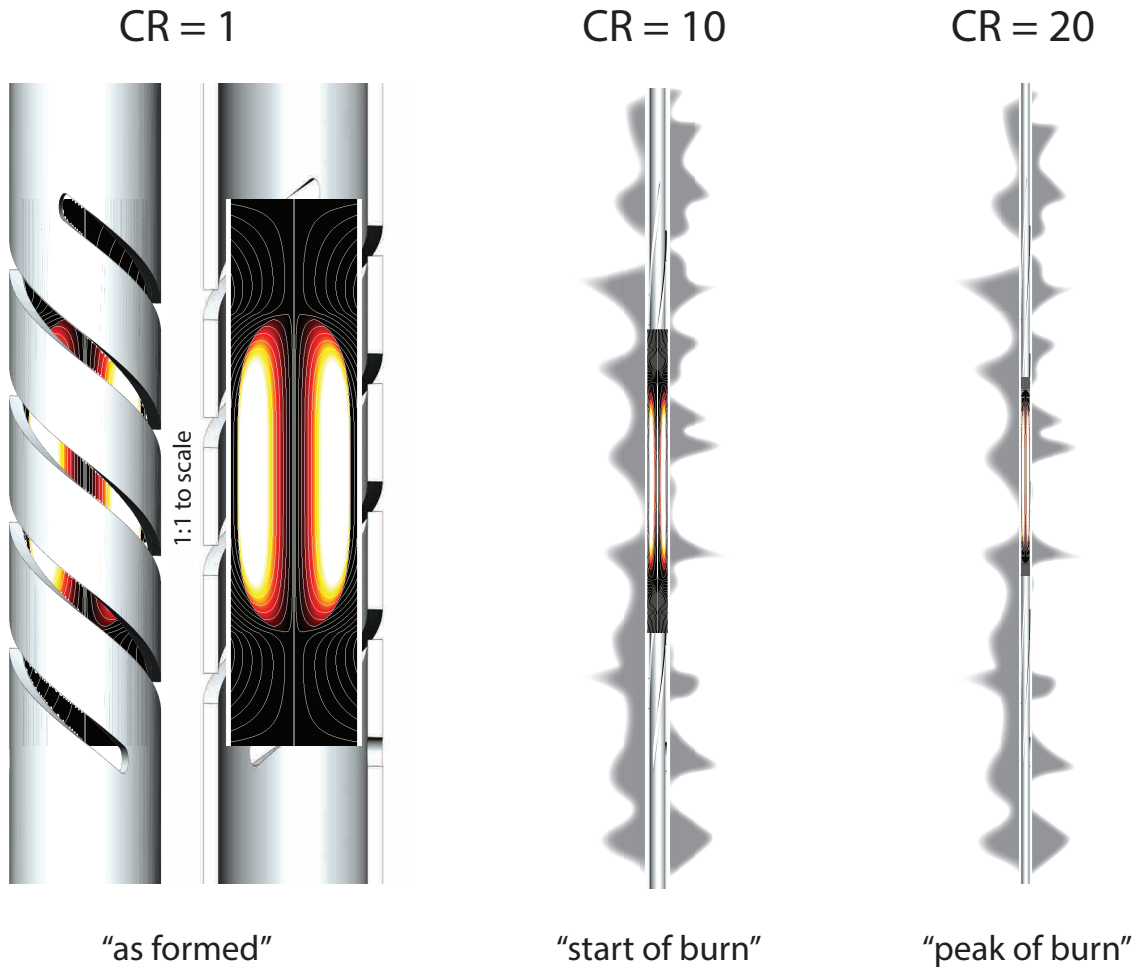 CR = 1
CR = 10
CR = 20
1:1 to scale
“as formed”
“start of burn”
“peak of burn”